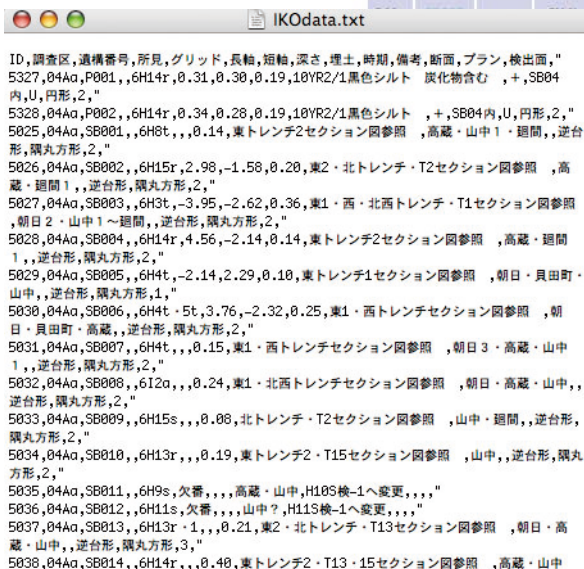 IKOdata.txt
ID,調査区,遺構番号,所見,グリッド,長軸,短軸,深さ,埋土,時期,備考,断面,プラン,検出面,"
5327,04Aa,P001,,6H14r,0.31,0.30,0.19,10YR2/1黒色シルト　炭化物含む　,+,SB04
内,U,円形,2,"
5328,04Aa,P002,,6H14r,0.34,0.28,0.19,10YR2/1黒色シルト　,+,SB04内,U,円形,2,"
5025,04Aa,SB001,,6H8t,,,0.14,東トレンチ2セクション図参照　,高蔵・山中1・廻間,,逆台
形,隅丸方形,2,"
5026,04Aa,SB002,,6H15r,2.98,-1.58,0.20,東2・北トレンチ・T2セクション図参照　,高
蔵・廻間1,,逆台形,隅丸方形,2,"
5027,04Aa,SB003,,6H3t,-3.95,-2.62,0.36,東1・西・北西トレンチ・T1セクション図参照
,朝日2・山中1～廻間,,逆台形,隅丸方形,2,"
5028,04Aa,SB004,,6H14r,4.56,-2.14,0.14,東トレンチ2セクション図参照　,高蔵・廻間
1,,逆台形,隅丸方形,2,"
5029,04Aa,SB005,,6H4t,-2.14,2.29,0.10,東トレンチ1セクション図参照　,朝日・貝田町・
山中,,逆台形,隅丸方形,1,"
5030,04Aa,SB006,,6H4t・5t,3.76,-2.32,0.25,東1・西トレンチセクション図参照　,朝
日・貝田町・高蔵,,逆台形,隅丸方形,2,"
5031,04Aa,SB007,,6H4t,,,0.15,東1・西トレンチセクション図参照　,朝日3・高蔵・山中
1,,逆台形,隅丸方形,2,"
5032,04Aa,SB008,,6I2a,,,0.24,東1・北西トレンチセクション図参照　,朝日・高蔵・山中,,
逆台形,隅丸方形,2,"
5033,04Aa,SB009,,6H15s,,,0.08,北トレンチ・T2セクション図参照　,山中・廻間,,逆台形,
隅丸方形,2,"
5034,04Aa,SB010,,6H13r,,,0.19,東トレンチ2・T15セクション図参照　,山中,,逆台形,隅丸
方形,2,"
5035,04Aa,SB011,,6H9s,欠番,,,,高蔵・山中,H10S検-1へ変更,,,,"
5036,04Aa,SB012,,6H11s,欠番,,,,山中?,H11S検-1へ変更,,,,"
5037,04Aa,SB013,,6H13r・1,,,0.21,東2・北トレンチ・T13セクション図参照　,朝日・高
蔵・山中,,逆台形,隅丸方形,3,"
5038,04Aa,SB014,,6H14r,,,0.40,東トレンチ2・T13・15セクション図参照　,高蔵・山中